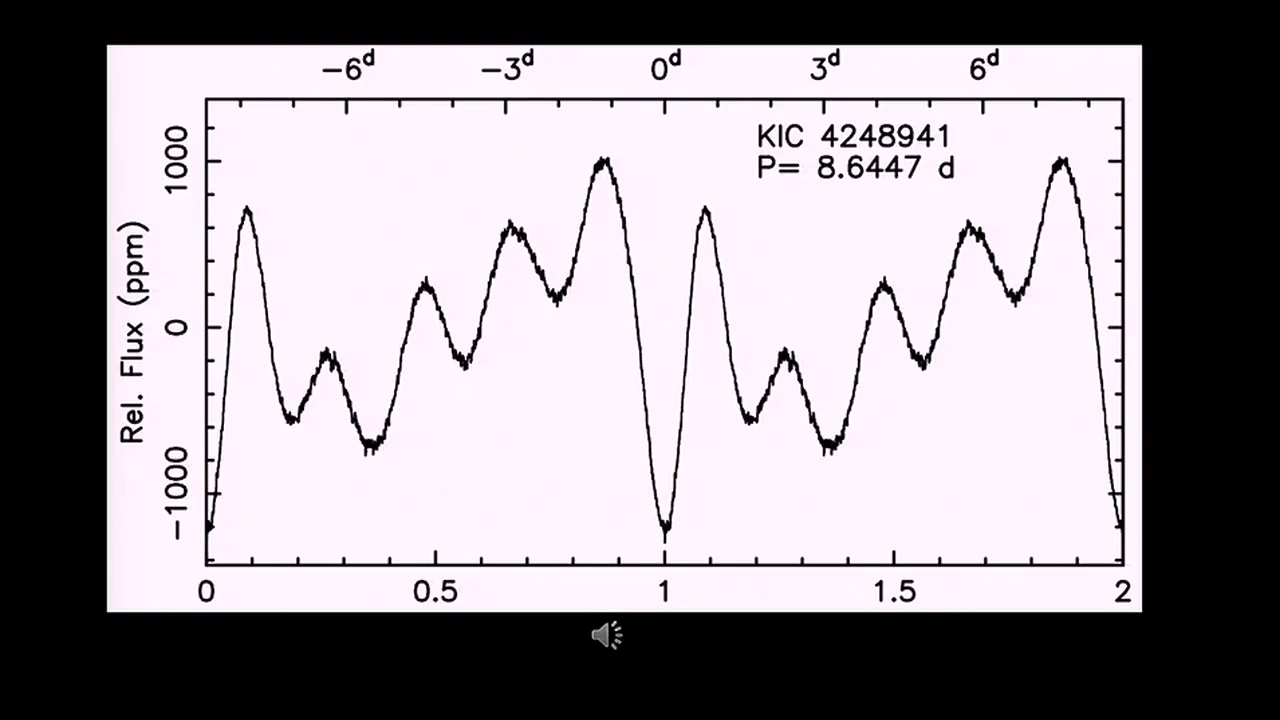 −6d −3d 0d 3d 6d
KIC 4248941
P= 8.6447 d
1000
0
−1000
Rel. Flux (ppm)
0 0.5 1 1.5 2